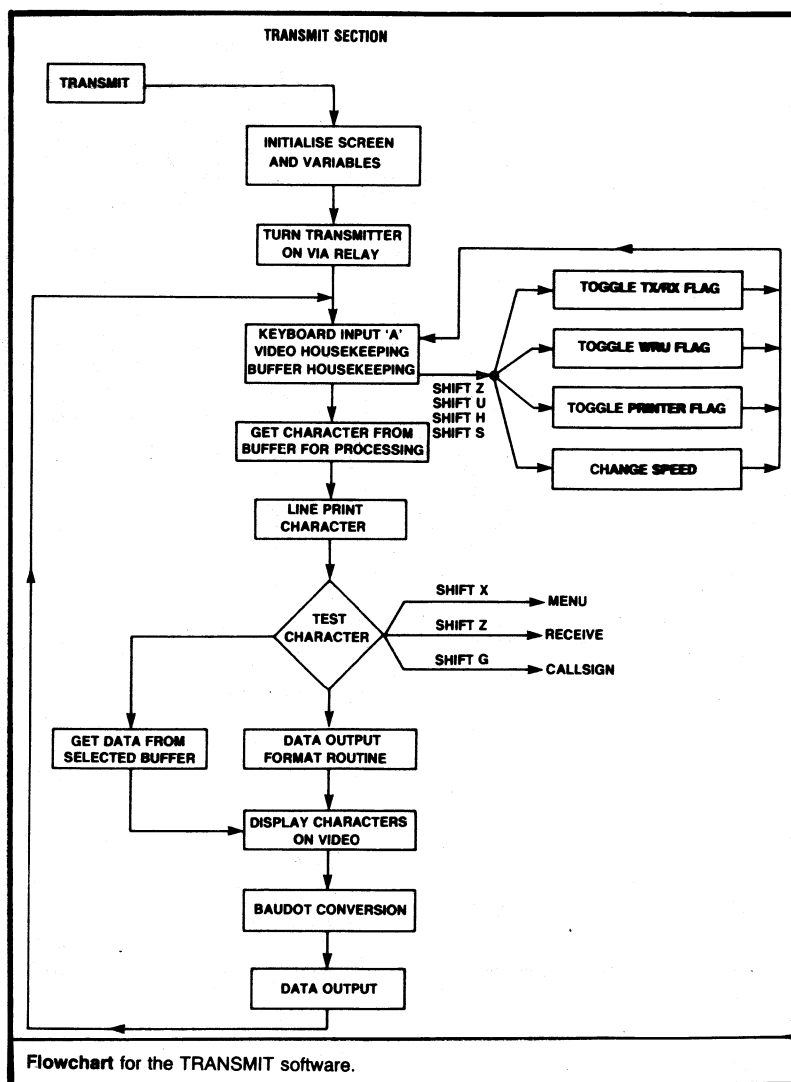 TRANSMIT SECTION
TRANSMIT
INITIALISE SCREEN
AND VARIABLES
TURN TRANSMITTER
ON VIA RELAY
KEYBOARD INPUT 'A'
VIDEO HOUSEKEEPING
BUFFER HOUSEKEEPING
SHIFT Z
SHIFT U
SHIFT H
SHIFT S
TOGGLE TX/RX FLAG
TOGGLE WRU FLAG
TOGGLE PRINTER FLAG
CHANGE SPEED
GET CHARACTER FROM
BUFFER FOR PROCESSING
LINE PRINT
CHARACTER
TEST
CHARACTER
SHIFT X
MENU
SHIFT Z
RECEIVE
SHIFT G
CALLSIGN
GET DATA FROM
SELECTED BUFFER
DATA OUTPUT
FORMAT ROUTINE
DISPLAY CHARACTERS
ON VIDEO
BAUDOT CONVERSION
DATA OUTPUT
Flowchart for the TRANSMIT software.